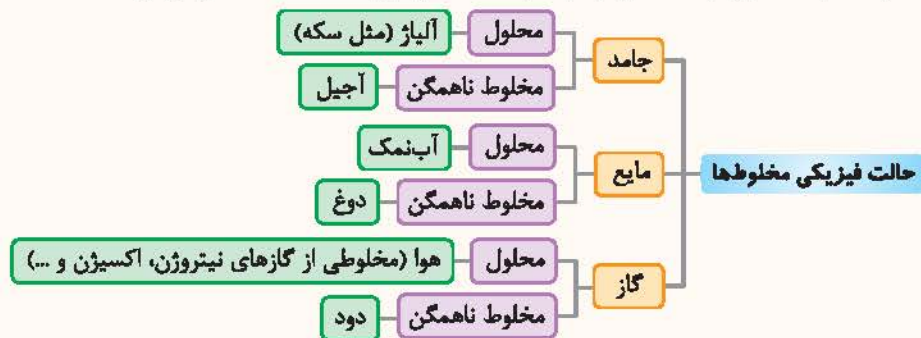 حالت فیزیکی مخلوط‌ها
جامد
محلول
آلیاژ (مثل سکه)
مخلوط ناهمگن
آجیل
مایع
محلول
آب‌نمک
مخلوط ناهمگن
دوغ
گاز
محلول
هوا (مخلوطی از گازهای نیتروژن، اکسیژن و ...)
مخلوط ناهمگن
دود